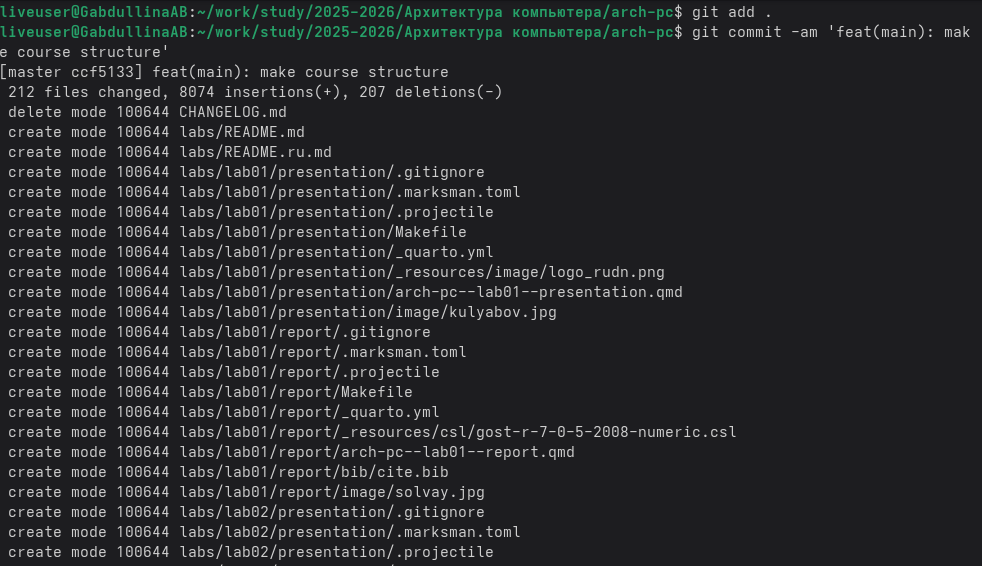 liveuser@GabdullinaAB:~/work/study/2025-2026/Архитектура компьютера/arch-pc$ git add .
liveuser@GabdullinaAB:~/work/study/2025-2026/Архитектура компьютера/arch-pc$ git commit -am 'feat(main): mak
e course structure'
[master ccf5133] feat(main): make course structure
 212 files changed, 8074 insertions(+), 207 deletions(-)
 delete mode 100644 CHANGELOG.md
 create mode 100644 labs/README.md
 create mode 100644 labs/README.ru.md
 create mode 100644 labs/lab01/presentation/.gitignore
 create mode 100644 labs/lab01/presentation/.marksman.toml
 create mode 100644 labs/lab01/presentation/.projectile
 create mode 100644 labs/lab01/presentation/Makefile
 create mode 100644 labs/lab01/presentation/_quarto.yml
 create mode 100644 labs/lab01/presentation/_resources/image/logo_rudn.png
 create mode 100644 labs/lab01/presentation/arch-pc--lab01--presentation.qmd
 create mode 100644 labs/lab01/presentation/image/kulyabov.jpg
 create mode 100644 labs/lab01/report/.gitignore
 create mode 100644 labs/lab01/report/.marksman.toml
 create mode 100644 labs/lab01/report/.projectile
 create mode 100644 labs/lab01/report/Makefile
 create mode 100644 labs/lab01/report/_quarto.yml
 create mode 100644 labs/lab01/report/_resources/csl/gost-r-7-0-5-2008-numeric.csl
 create mode 100644 labs/lab01/report/arch-pc--lab01--report.qmd
 create mode 100644 labs/lab01/report/bib/cite.bib
 create mode 100644 labs/lab01/report/image/solvay.jpg
 create mode 100644 labs/lab02/presentation/.gitignore
 create mode 100644 labs/lab02/presentation/.marksman.toml
 create mode 100644 labs/lab02/presentation/.projectile